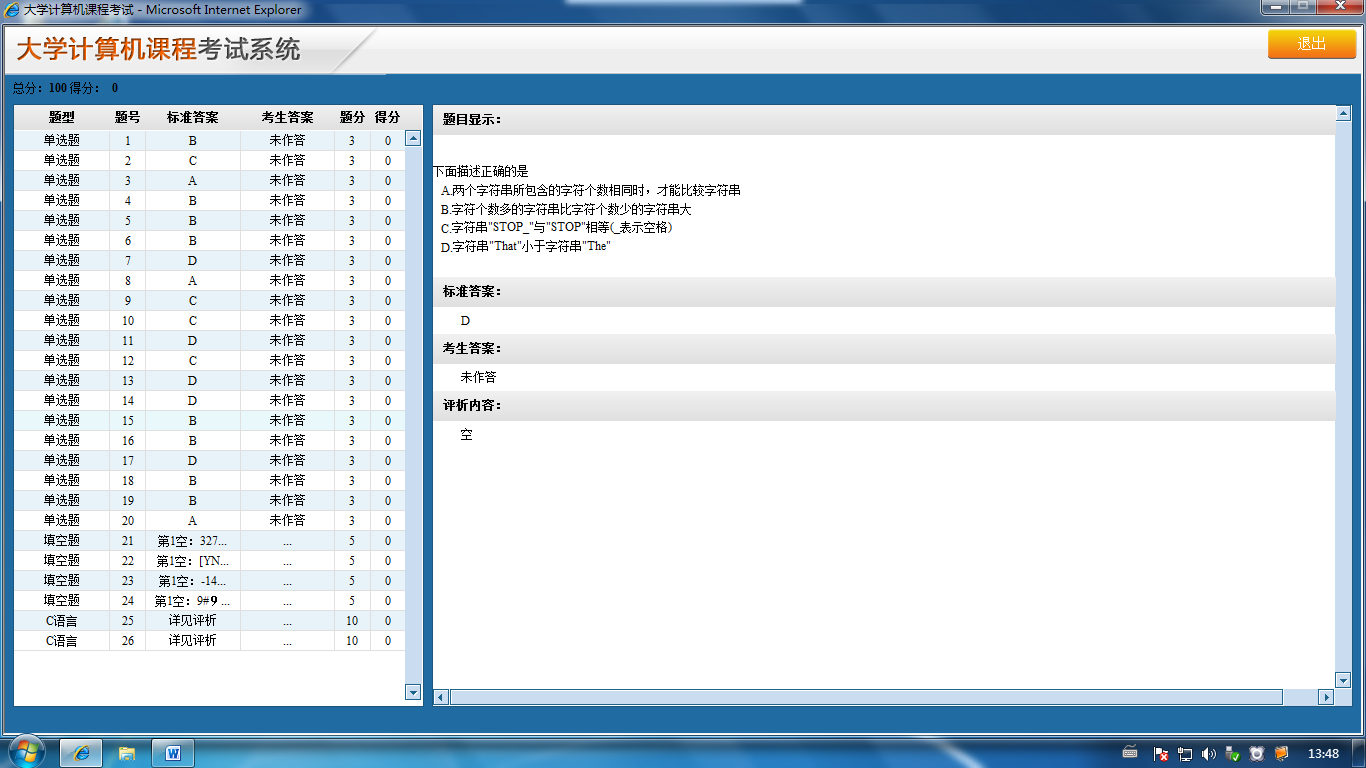 大学计算机课程考试 - Microsoft Internet Explorer
大学计算机课程考试系统
退出
总分：100 得分： 0
题型 题号 标准答案 考生答案 题分 得分
单选题 1 B 未作答 3 0
单选题 2 C 未作答 3 0
单选题 3 A 未作答 3 0
单选题 4 B 未作答 3 0
单选题 5 B 未作答 3 0
单选题 6 B 未作答 3 0
单选题 7 D 未作答 3 0
单选题 8 A 未作答 3 0
单选题 9 C 未作答 3 0
单选题 10 C 未作答 3 0
单选题 11 D 未作答 3 0
单选题 12 C 未作答 3 0
单选题 13 D 未作答 3 0
单选题 14 D 未作答 3 0
单选题 15 B 未作答 3 0
单选题 16 B 未作答 3 0
单选题 17 D 未作答 3 0
单选题 18 B 未作答 3 0
单选题 19 B 未作答 3 0
单选题 20 A 未作答 3 0
填空题 21 第1空：327... ... 5 0
填空题 22 第1空：[YN... ... 5 0
填空题 23 第1空：-14... ... 5 0
填空题 24 第1空：9#9 ... ... 5 0
C语言 25 详见评析 ... 10 0
C语言 26 详见评析 ... 10 0
题目显示：
下面描述正确的是
A.两个字符串所包含的字符个数相同时，才能比较字符串
B.字符个数多的字符串比字符个数少的字符串大
C.字符串"STOP_"与"STOP"相等(_表示空格)
D.字符串"That"小于字符串"The"
标准答案：
D
考生答案：
未作答
评析内容：
空
13:48